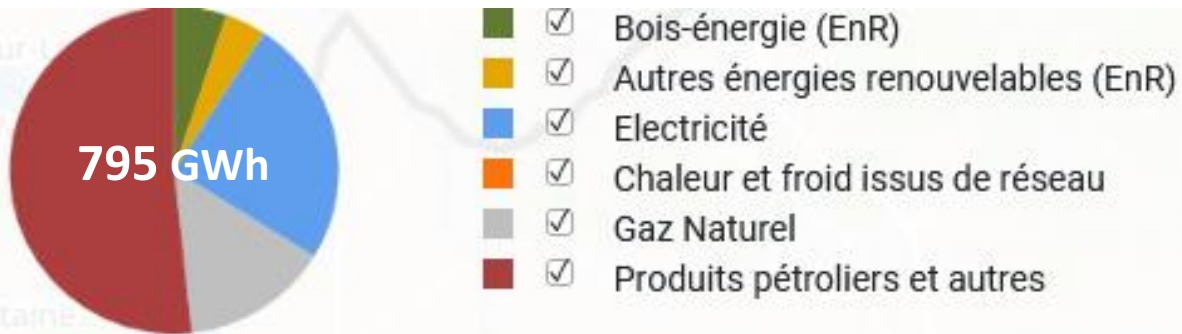 795 GWh
Bois-énergie (EnR)
Autres énergies renouvelables (EnR)
Electricité
Chaleur et froid issus de réseau
Gaz Naturel
Produits pétroliers et autres